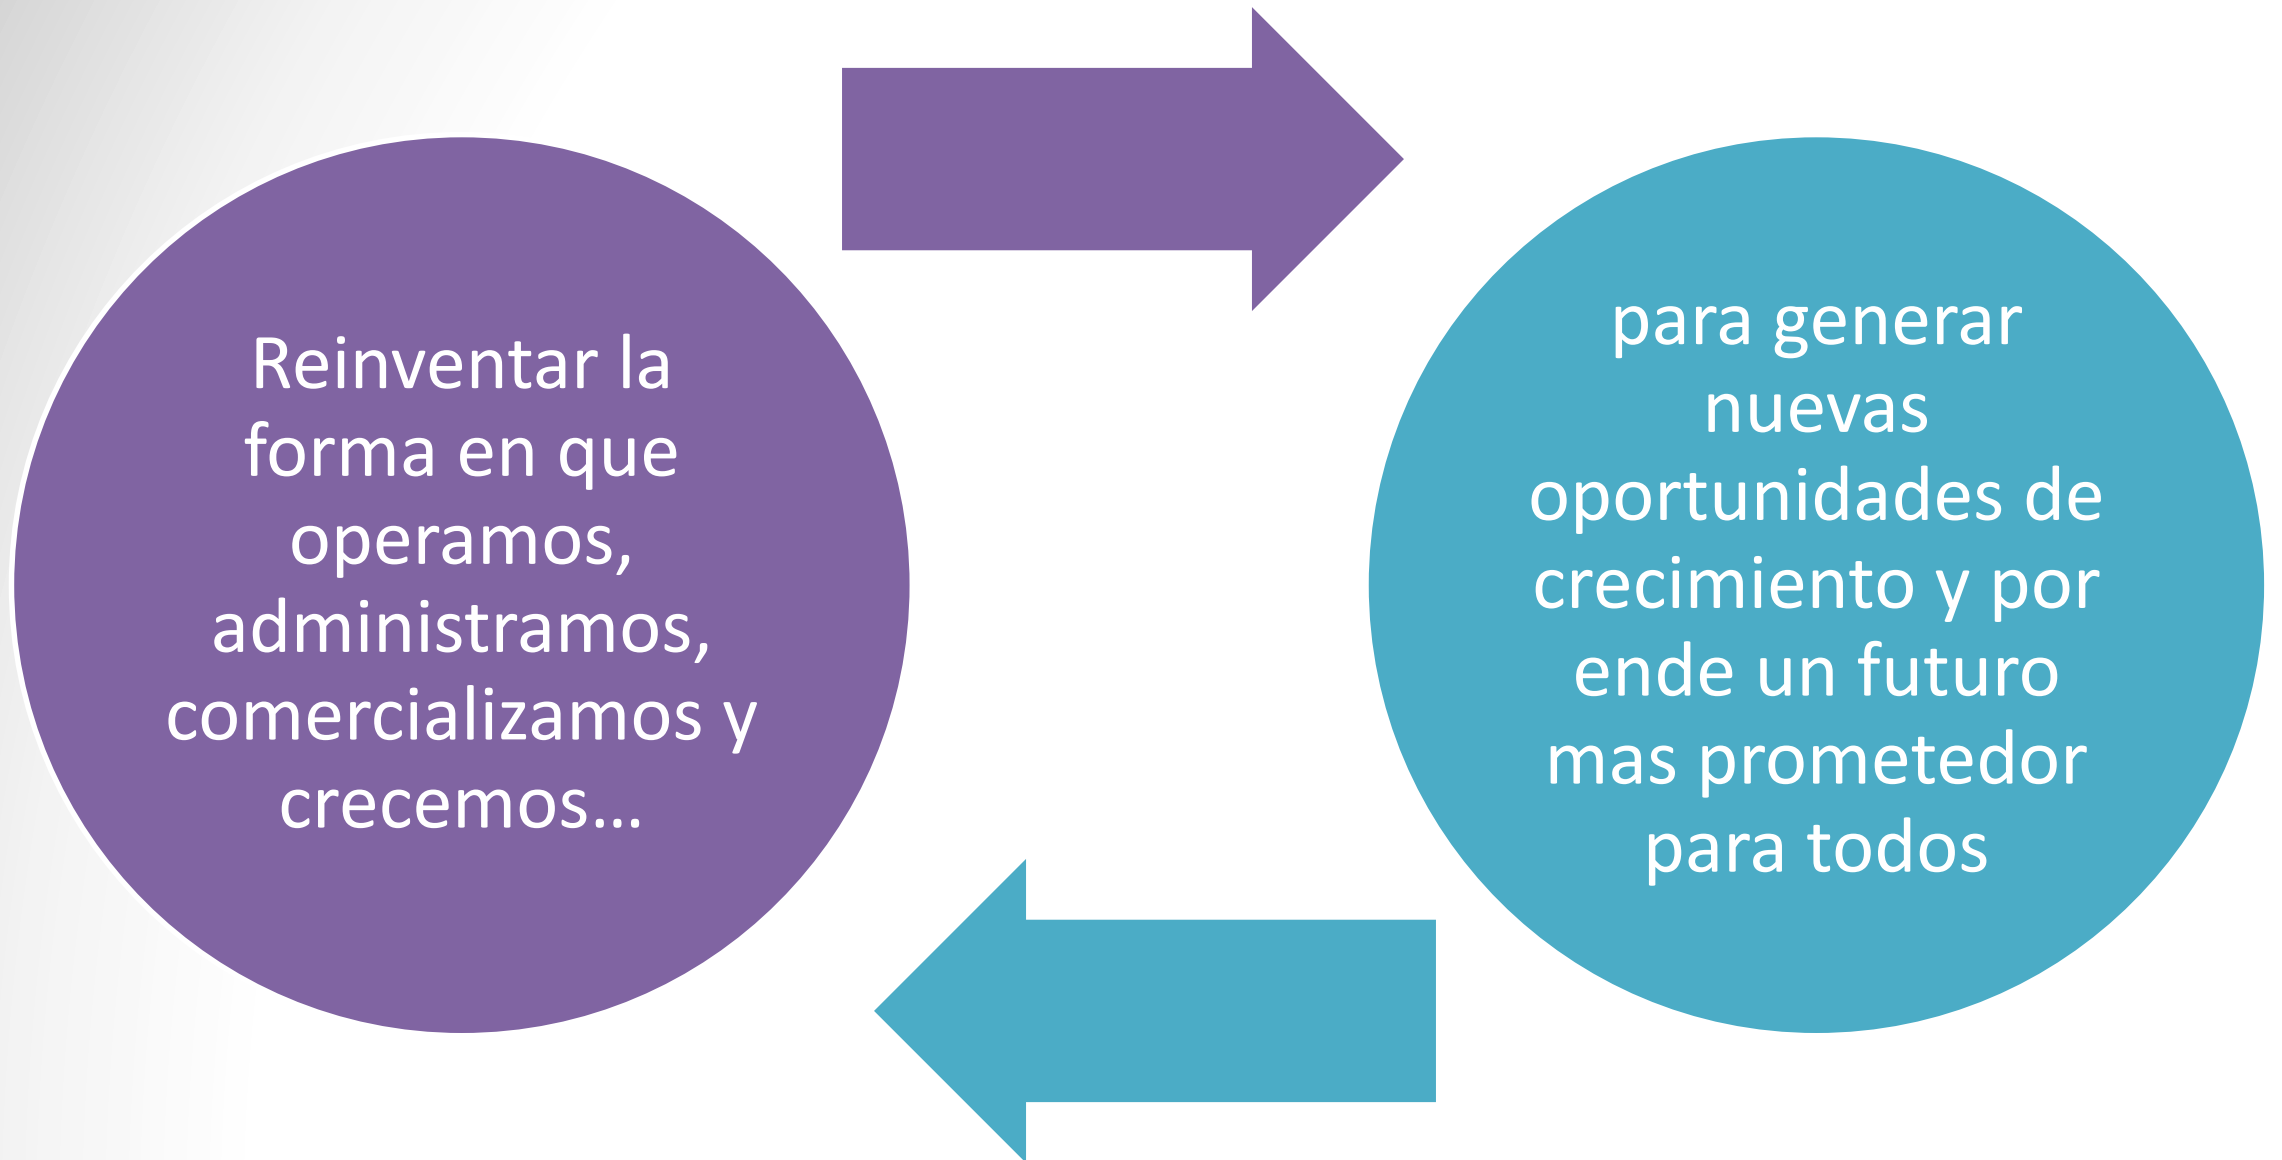 Reinventar la
forma en que
operamos,
administramos,
comercializamos y
crecemos…
para generar
nuevas
oportunidades de
crecimiento y por
ende un futuro
mas prometedor
para todos